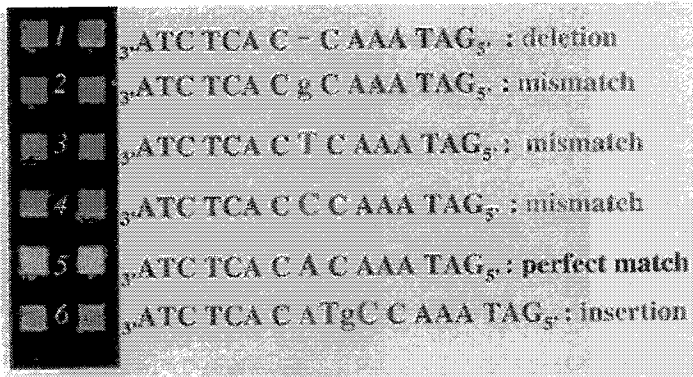 1 3'ATC TCA C - C AAA TAG5' : deletion
2 3'ATC TCA C g C AAA TAG5' : mismatch
3 3'ATC TCA C T C AAA TAG5' : mismatch
4 3'ATC TCA C C C AAA TAG5' : mismatch
5 3'ATC TCA C A C AAA TAG5' : perfect match
6 3'ATC TCA C ATgC C AAA TAG5' : insertion